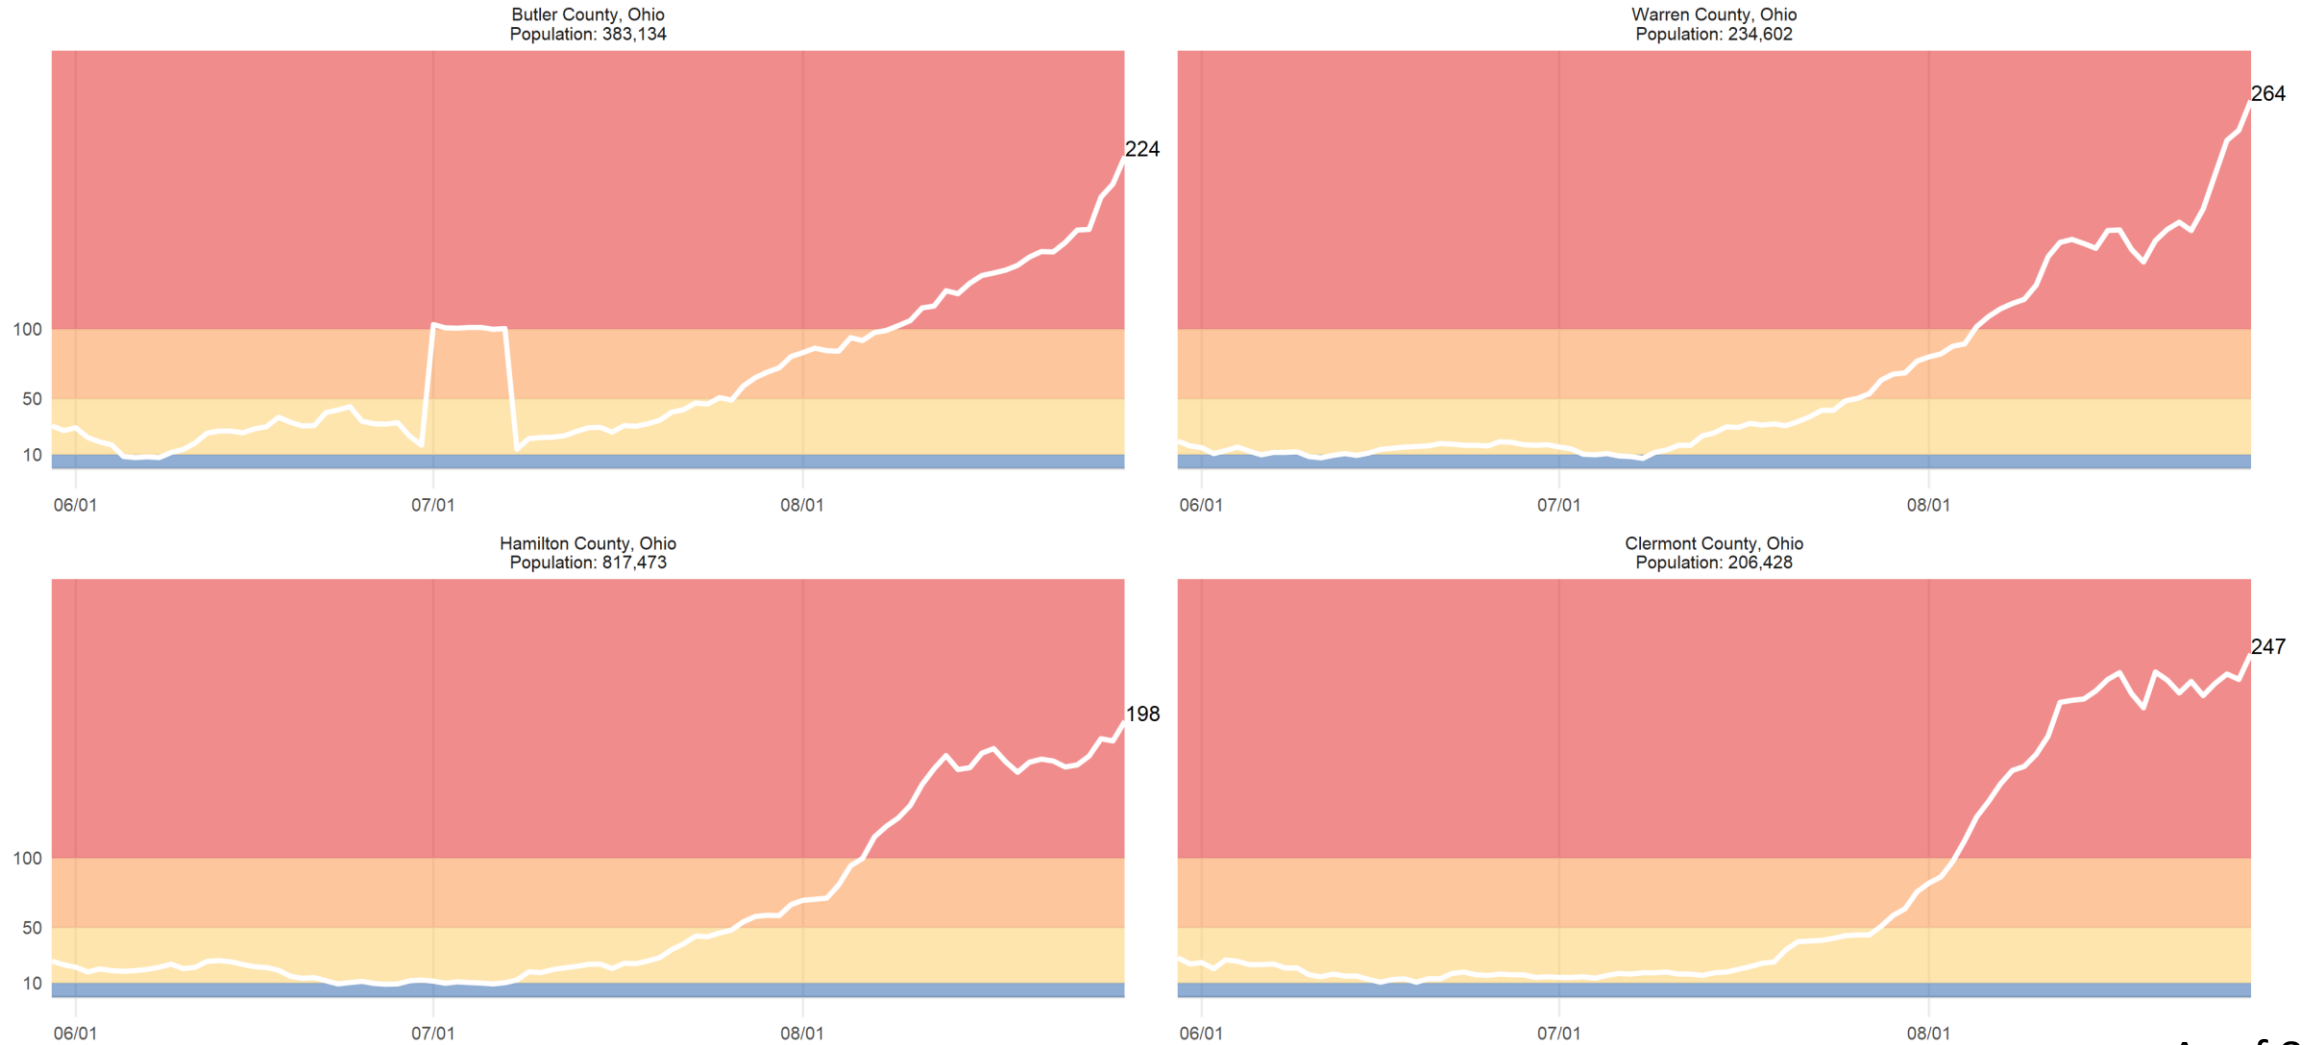 Butler County, Ohio
Population: 383,134
224
100
50
10
06/01 07/01 08/01
Warren County, Ohio
Population: 234,602
264
06/01 07/01 08/01
Hamilton County, Ohio
Population: 817,473
198
100
50
10
06/01 07/01 08/01
Clermont County, Ohio
Population: 206,428
247
06/01 07/01 08/01